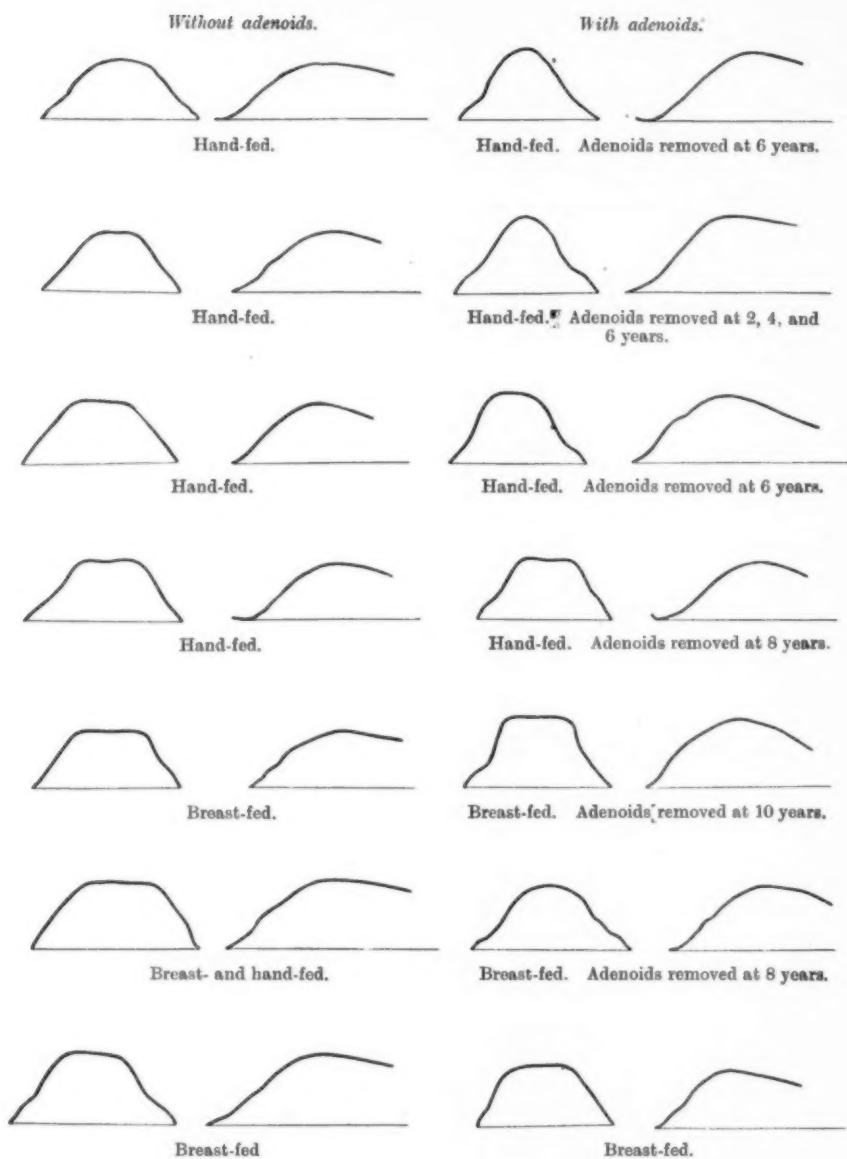 Without adenoids. With adenoids.
Hand-fed. Hand-fed. Adenoids removed at 6 years.
Hand-fed. Hand-fed. Adenoids removed at 2, 4, and
6 years.
Hand-fed. Hand-fed. Adenoids removed at 6 years.
Hand-fed. Hand-fed. Adenoids removed at 8 years.
Breast-fed. Breast-fed. Adenoids removed at 10 years.
Breast- and hand-fed. Breast-fed. Adenoids removed at 8 years.
Breast-fed Breast-fed.